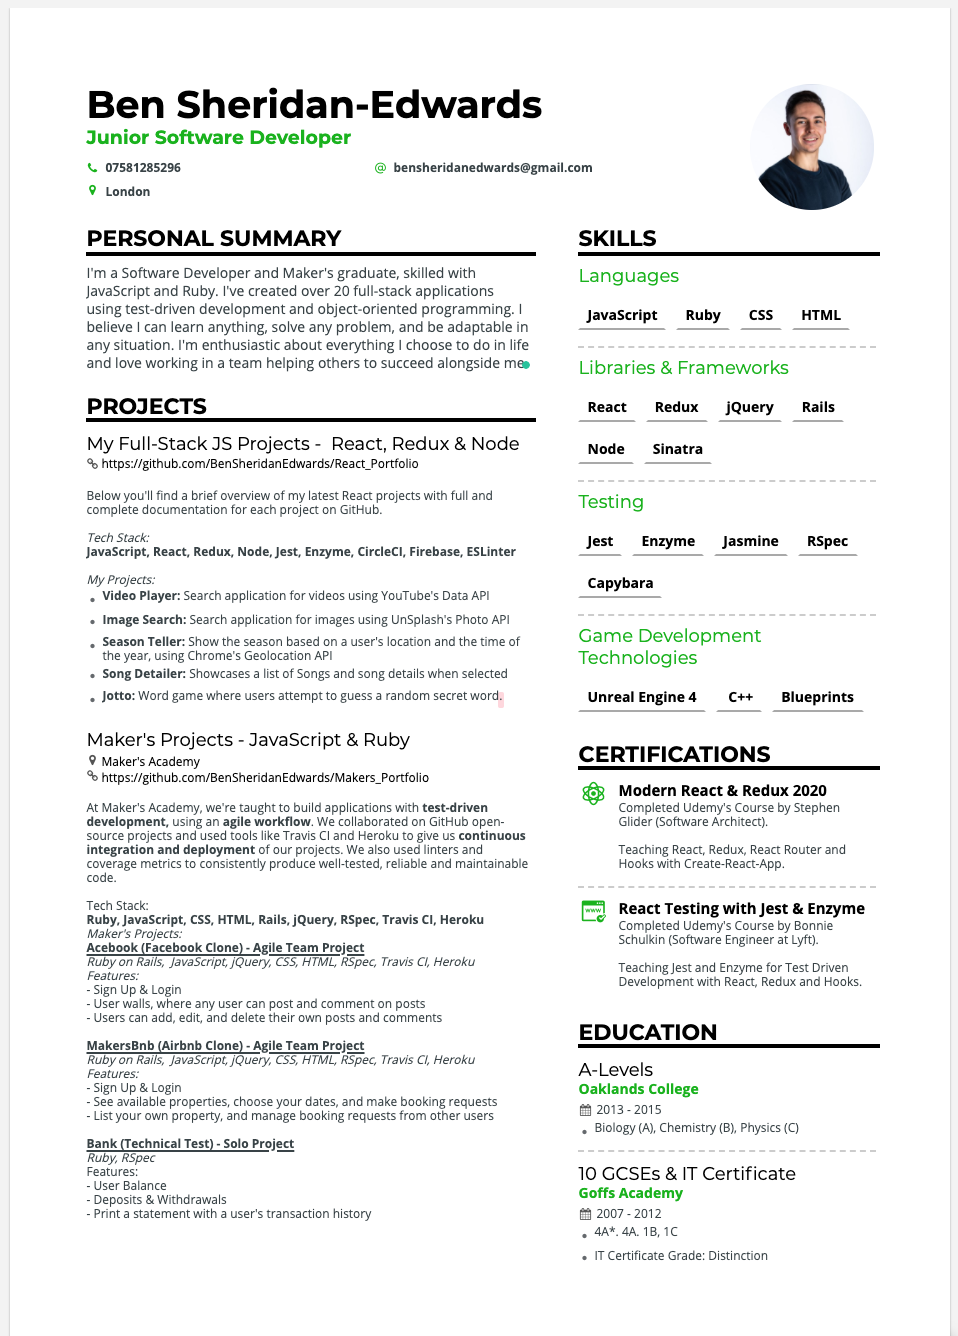 Ben Sheridan-Edwards
Junior Software Developer
07581285296
bensheridanedwards@gmail.com
London
PERSONAL SUMMARY
I'm a Software Developer and Maker's graduate, skilled with
JavaScript and Ruby. I've created over 20 full-stack applications
using test-driven development and object-oriented programming. I
believe I can learn anything, solve any problem, and be adaptable in
any situation. I'm enthusiastic about everything I choose to do in life
and love working in a team helping others to succeed alongside me.
PROJECTS
My Full-Stack JS Projects - React, Redux & Node
https://github.com/BenSheridanEdwards/React_Portfolio
Below you'll find a brief overview of my latest React projects with full and
complete documentation for each project on GitHub.
Tech Stack:
JavaScript, React, Redux, Node, Jest, Enzyme, CircleCI, Firebase, ESLinter
My Projects:
• Video Player: Search application for videos using YouTube's Data API
• Image Search: Search application for images using UnSplash's Photo API
• Season Teller: Show the season based on a user's location and the time of
the year, using Chrome's Geolocation API
• Song Detailer: Showcases a list of Songs and song details when selected
• Jotto: Word game where users attempt to guess a random secret word.
Maker's Projects - JavaScript & Ruby
Maker's Academy
https://github.com/BenSheridanEdwards/Makers_Portfolio
At Maker's Academy, we're taught to build applications with test-driven
development, using an agile workflow. We collaborated on GitHub open-
source projects and used tools like Travis CI and Heroku to give us continuous
integration and deployment of our projects. We also used linters and
coverage metrics to consistently produce well-tested, reliable and maintainable
code.
Tech Stack:
Ruby, JavaScript, CSS, HTML, Rails, jQuery, RSpec, Travis CI, Heroku
Maker's Projects:
Acebook (Facebook Clone) - Agile Team Project
Ruby on Rails, JavaScript, jQuery, CSS, HTML, RSpec, Travis CI, Heroku
Features:
- Sign Up & Login
- User walls, where any user can post and comment on posts
- Users can add, edit, and delete their own posts and comments
MakersBnb (Airbnb Clone) - Agile Team Project
Ruby on Rails, JavaScript, jQuery, CSS, HTML, RSpec, Travis CI, Heroku
Features:
- Sign Up & Login
- See available properties, choose your dates, and make booking requests
- List your own property, and manage booking requests from other users
Bank (Technical Test) - Solo Project
Ruby, RSpec
Features:
- User Balance
- Deposits & Withdrawals
- Print a statement with a user's transaction history
SKILLS
Languages
JavaScript Ruby CSS HTML
Libraries & Frameworks
React Redux jQuery Rails
Node Sinatra
Testing
Jest Enzyme Jasmine RSpec
Capybara
Game Development
Technologies
Unreal Engine 4 C++ Blueprints
CERTIFICATIONS
Modern React & Redux 2020
Completed Udemy's Course by Stephen
Glider (Software Architect).
Teaching React, Redux, React Router and
Hooks with Create-React-App.
www
React Testing with Jest & Enzyme
Completed Udemy's Course by Bonnie
Schulkin (Software Engineer at Lyft).
Teaching Jest and Enzyme for Test Driven
Development with React, Redux and Hooks.
EDUCATION
A-Levels
Oaklands College
2013 - 2015
• Biology (A), Chemistry (B), Physics (C)
10 GCSEs & IT Certificate
Goffs Academy
2007 - 2012
• 4A*. 4A. 1B, 1C
• IT Certificate Grade: Distinction